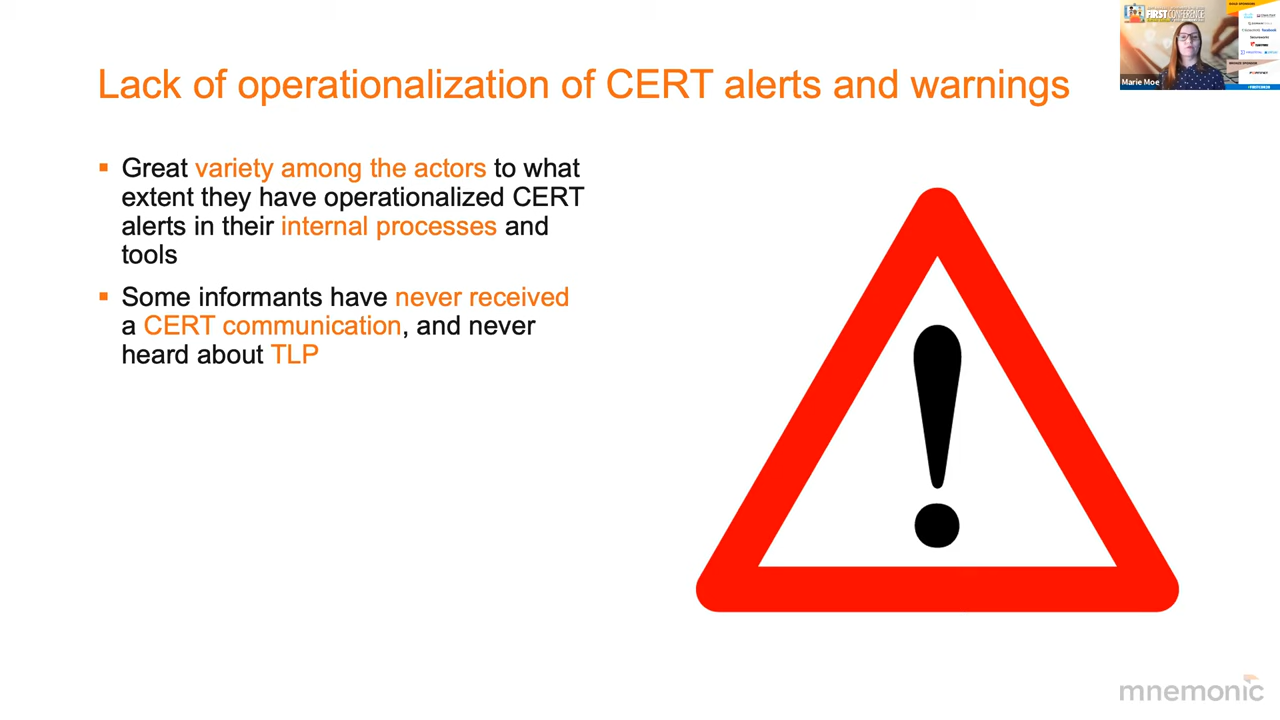 Lack of operationalization of CERT alerts and warnings
▪ Great variety among the actors to what
extent they have operationalized CERT
alerts in their internal processes and
tools
▪ Some informants have never received
a CERT communication, and never
heard about TLP
FIRSTCONFERENCE
Marie Moe
mnemonic